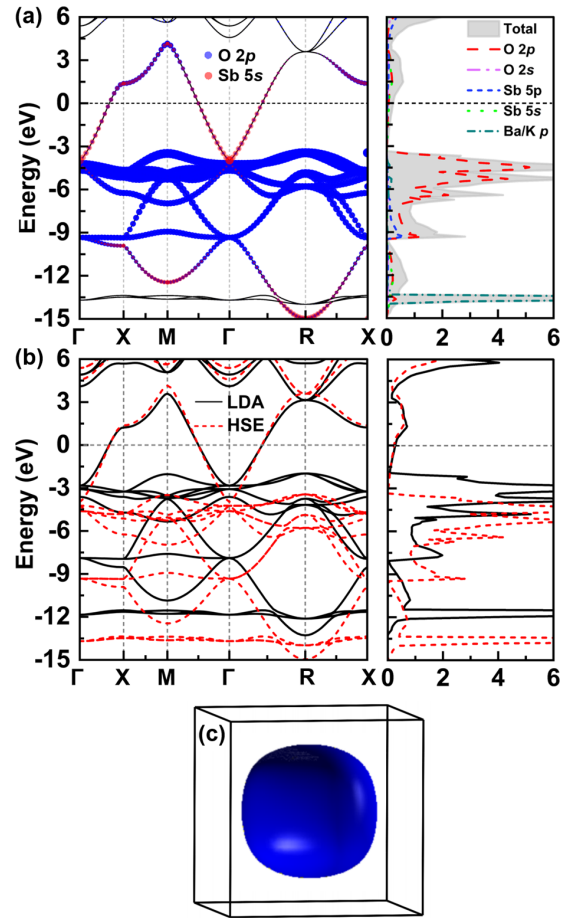 (a)
6
3
0
-3
-6
-9
-12
-15
Energy (eV)
O 2p
Sb 5s
Γ X M Γ R X
Total
O 2p
O 2s
Sb 5p
Sb 5s
Ba/K p
0 2 4 6
(b)
6
3
0
-3
-6
-9
-12
-15
Energy (eV)
LDA
HSE
Γ X M Γ R X
0 2 4 6
(c)